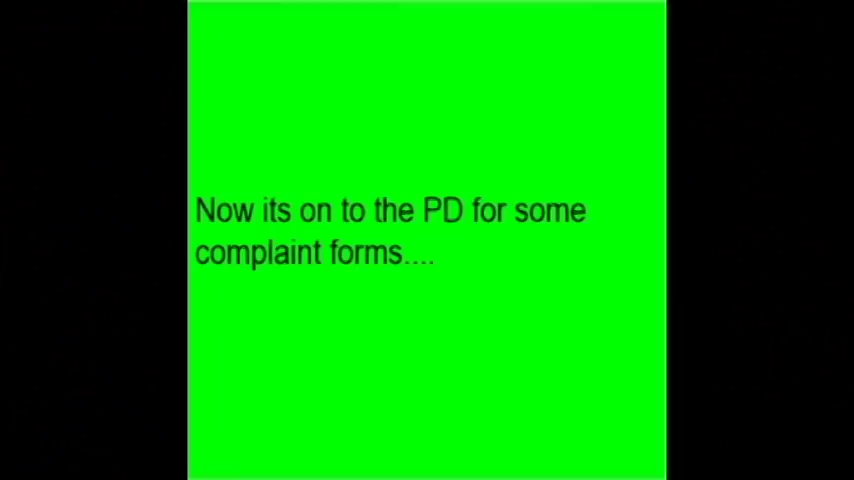 Now its on to the PD for some
complaint forms....